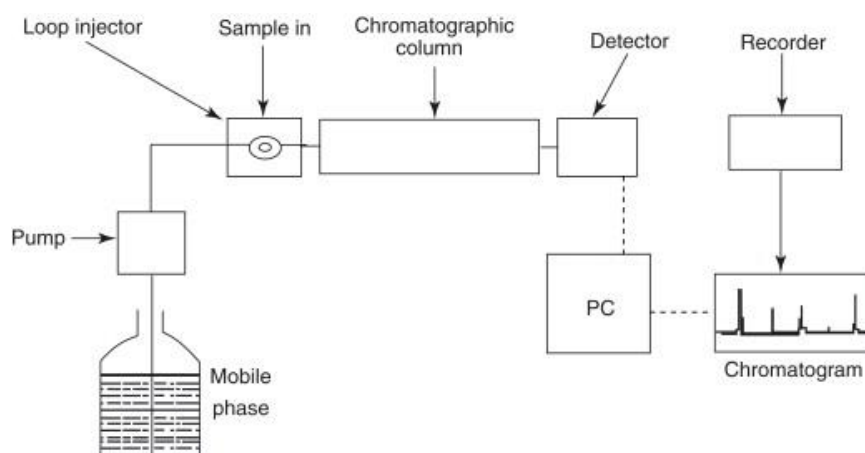 Loop injector
Sample in
Chromatographic
column
Detector
Recorder
Pump
PC
Mobile
phase
Chromatogram